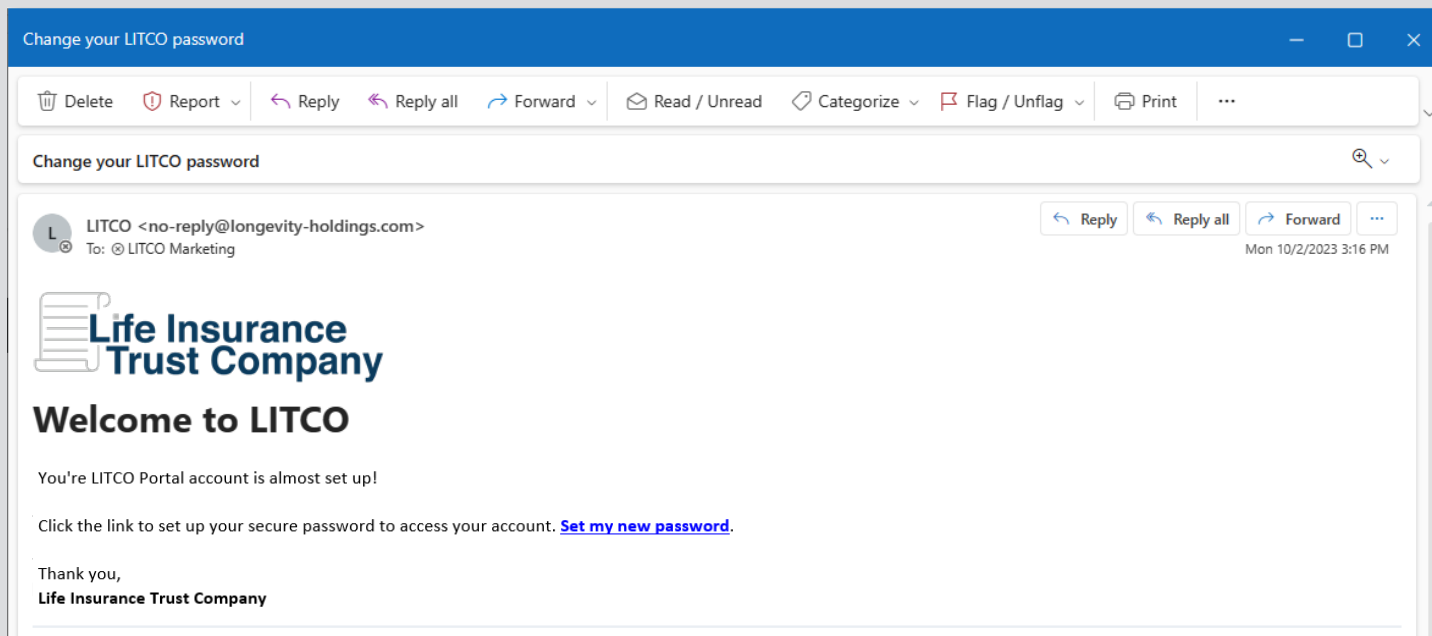 Change your LITCO password
Delete Report Reply Reply all Forward Read / Unread Categorize Flag / Unflag Print ...
Change your LITCO password
L LITCO <no-reply@longevity-holdings.com> Reply Reply all Forward ...
To: LITCO Marketing Mon 10/2/2023 3:16 PM
Life Insurance
Trust Company
Welcome to LITCO
You're LITCO Portal account is almost set up!
Click the link to set up your secure password to access your account. Set my new password.
Thank you,
Life Insurance Trust Company